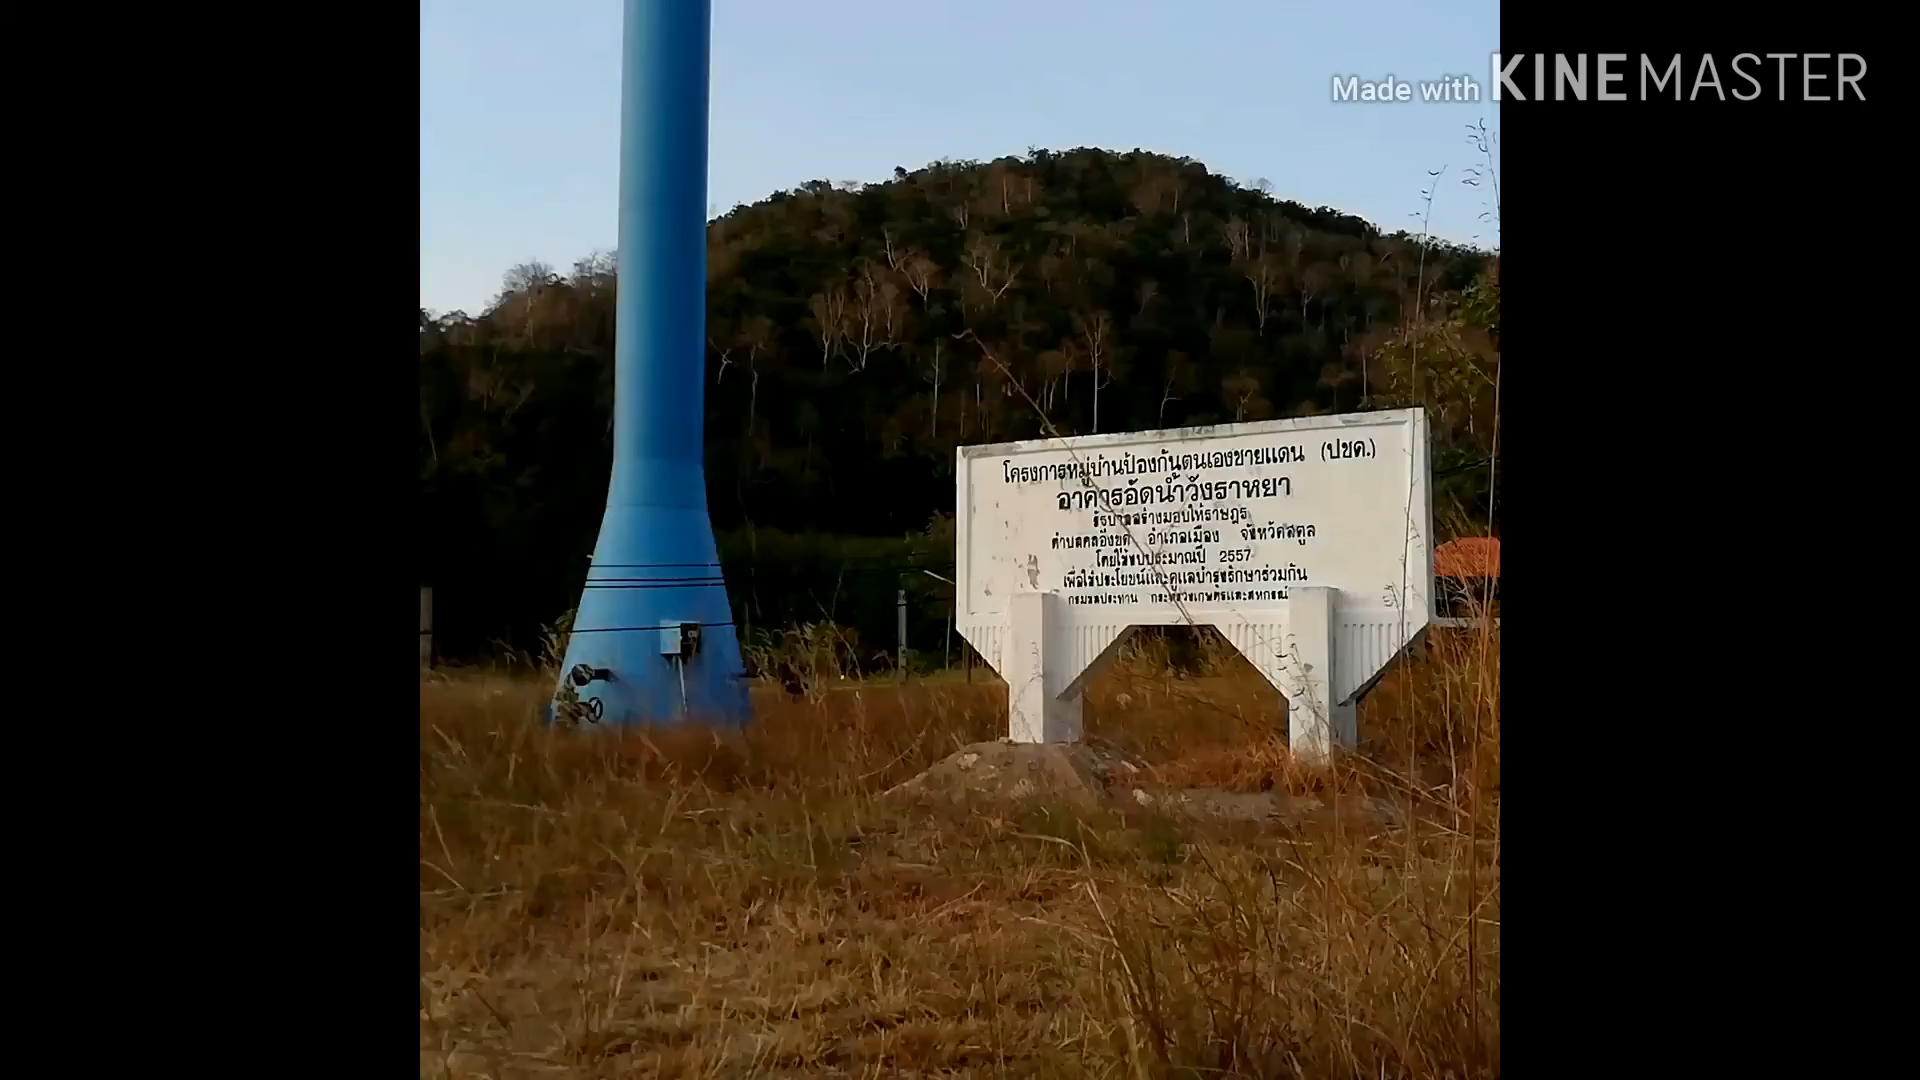 Made with KINEMASTER
โครงการหมู่บ้านป้องกันตนเองชายแดน (ปชด.)
อาคารอัดน้ำวังราหยา
รัฐบาลสร้างมอบให้ราษฎร
ตำบลคลองขุด อำเภอเมือง จังหวัดสตูล
โดยใช้งบประมาณปี 2557
เพื่อใช้ประโยชน์และดูแลบำรุงรักษาร่วมกัน
กรมชลประทาน กระทรวงเกษตรและสหกรณ์